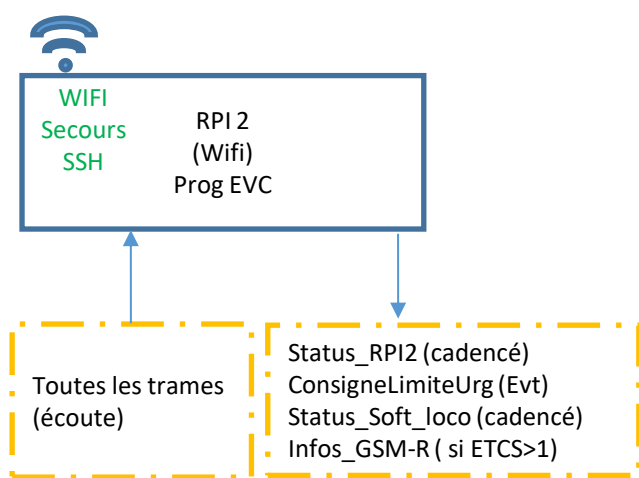 WIFI
Secours
SSH
RPI 2
(Wifi)
Prog EVC
Toutes les trames
(écoute)
Status_RPI2 (cadencé)
ConsigneLimiteUrg (Evt)
Status_Soft_loco (cadencé)
Infos_GSM-R ( si ETCS>1)